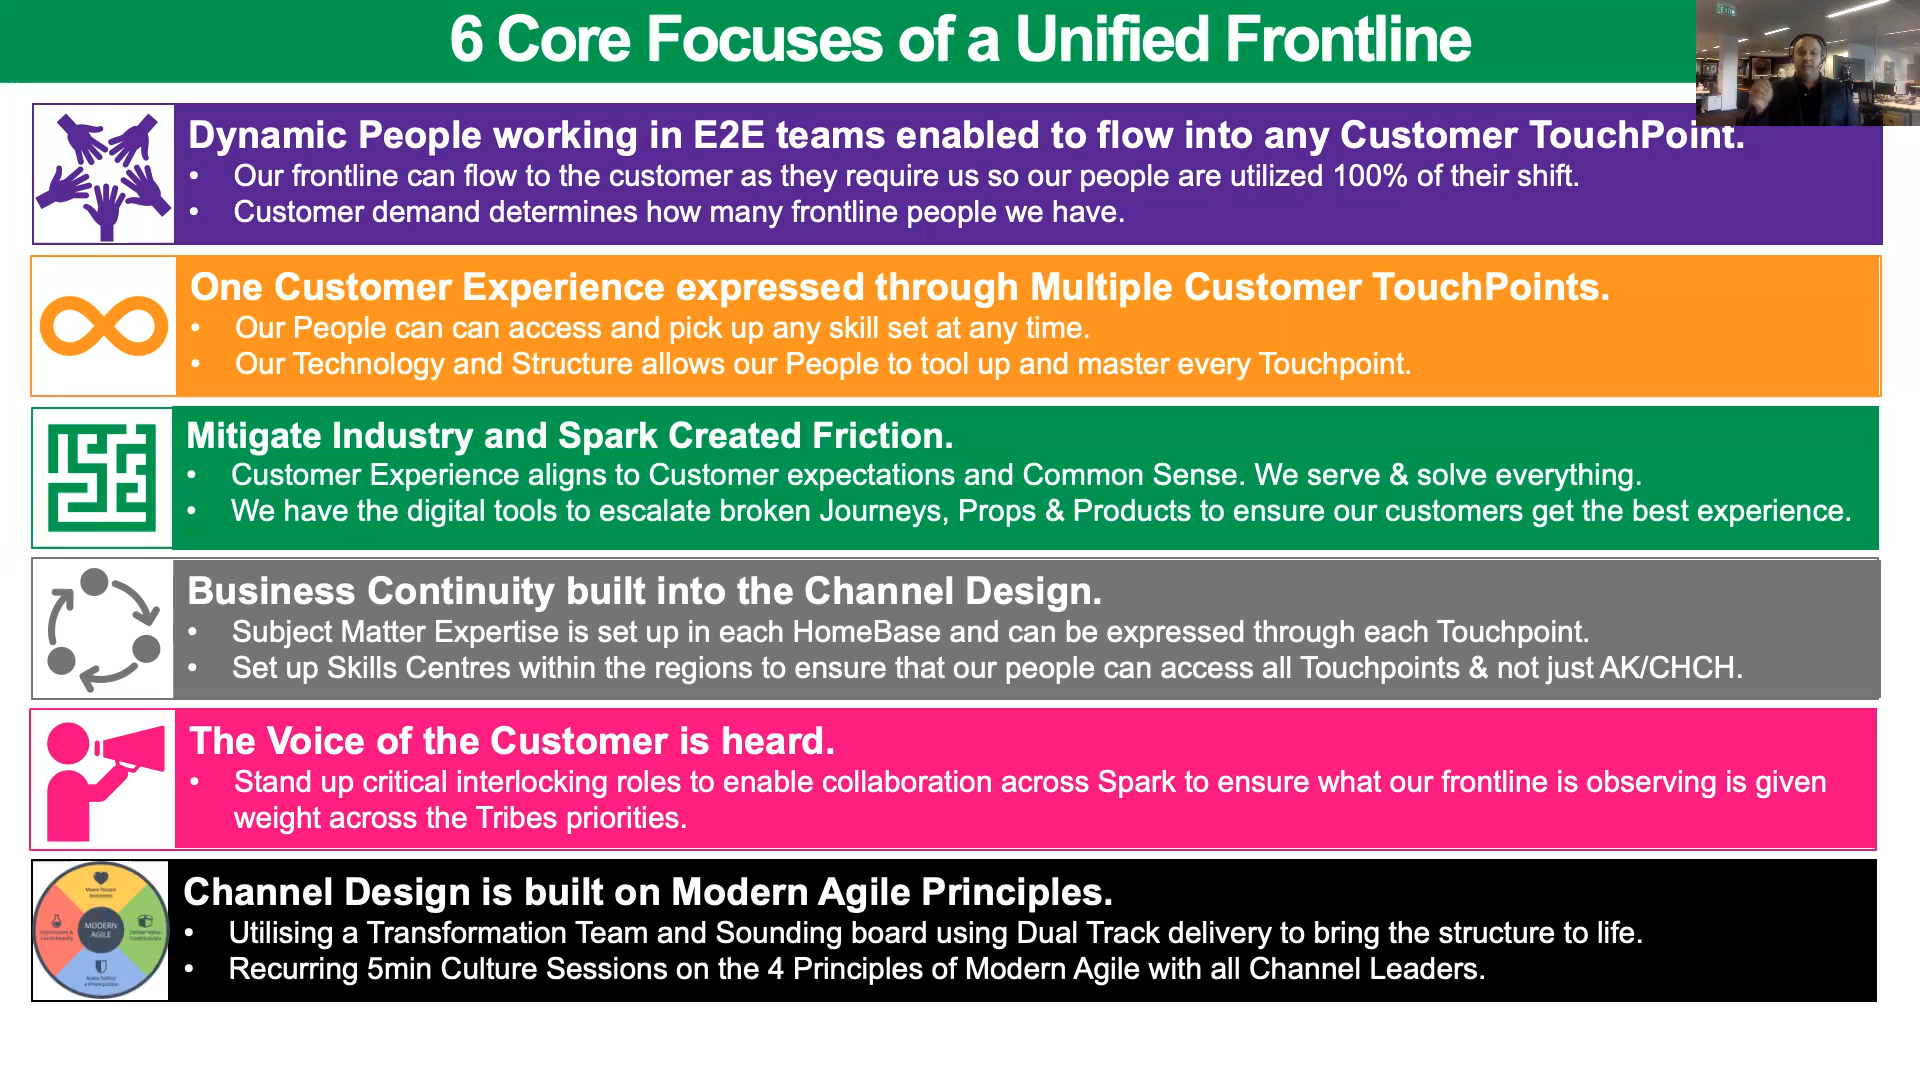 6 Core Focuses of a Unified Frontline
EXIT
Dynamic People working in E2E teams enabled to flow into any Customer TouchPoint.
• Our frontline can flow to the customer as they require us so our people are utilized 100% of their shift.
• Customer demand determines how many frontline people we have.
One Customer Experience expressed through Multiple Customer TouchPoints.
• Our People can can access and pick up any skill set at any time.
• Our Technology and Structure allows our People to tool up and master every Touchpoint.
Mitigate Industry and Spark Created Friction.
• Customer Experience aligns to Customer expectations and Common Sense. We serve & solve everything.
• We have the digital tools to escalate broken Journeys, Props & Products to ensure our customers get the best experience.
Business Continuity built into the Channel Design.
• Subject Matter Expertise is set up in each HomeBase and can be expressed through each Touchpoint.
• Set up Skills Centres within the regions to ensure that our people can access all Touchpoints & not just AK/CHCH.
The Voice of the Customer is heard.
• Stand up critical interlocking roles to enable collaboration across Spark to ensure what our frontline is observing is given
weight across the Tribes priorities.
Make People
MODERN
AGILE
Make Safety
Channel Design is built on Modern Agile Principles.
• Utilising a Transformation Team and Sounding board using Dual Track delivery to bring the structure to life.
• Recurring 5min Culture Sessions on the 4 Principles of Modern Agile with all Channel Leaders.